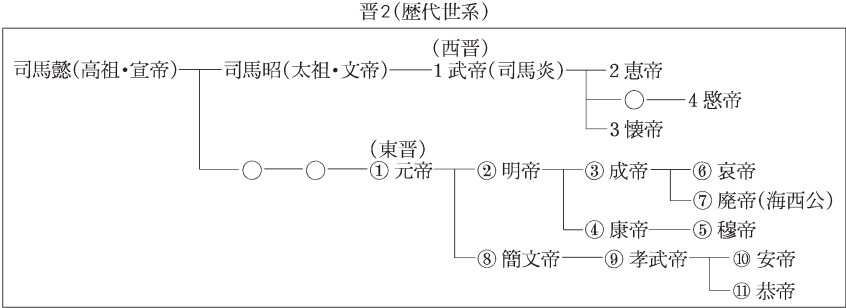 晋2(歴代世系)
(西晋)
司馬懿(高祖・宣帝) 司馬昭(太祖・文帝) 1 武帝(司馬炎) 2 恵帝
○ 4 愍帝
3 懐帝
(東晋)
○ ○ ① 元帝 ② 明帝 ③ 成帝 ⑥ 哀帝
⑦ 廃帝(海西公)
④ 康帝 ⑤ 穆帝
⑧ 簡文帝 ⑨ 孝武帝 ⑩ 安帝
⑪ 恭帝